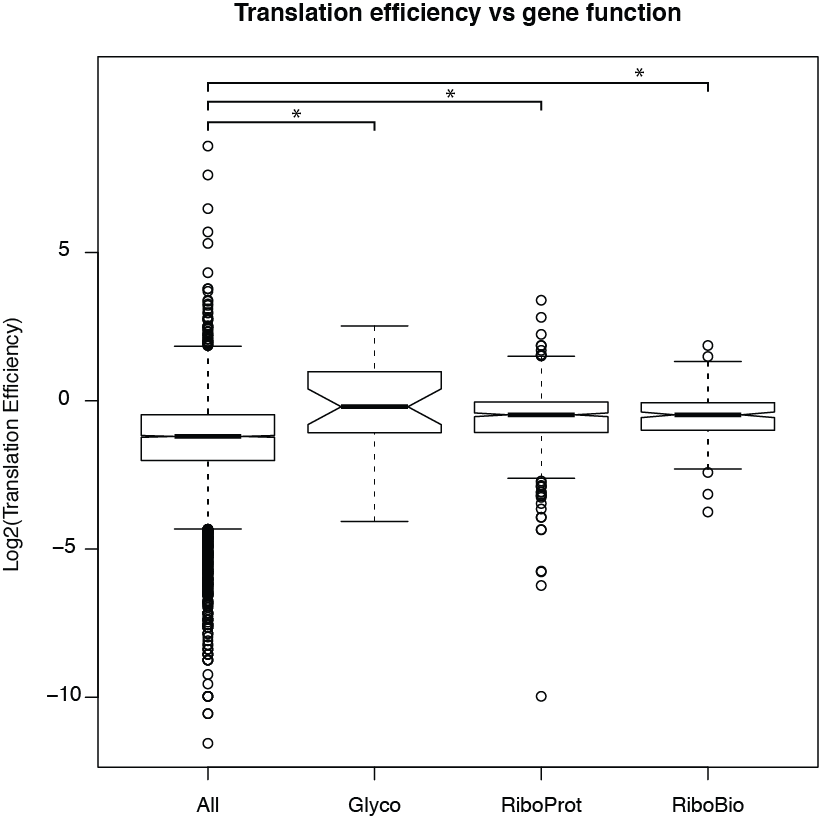 Translation efficiency vs gene function
*
*
*
Log2(Translation Efficiency)
5
0
−5
−10
All Glyco RiboProt RiboBio